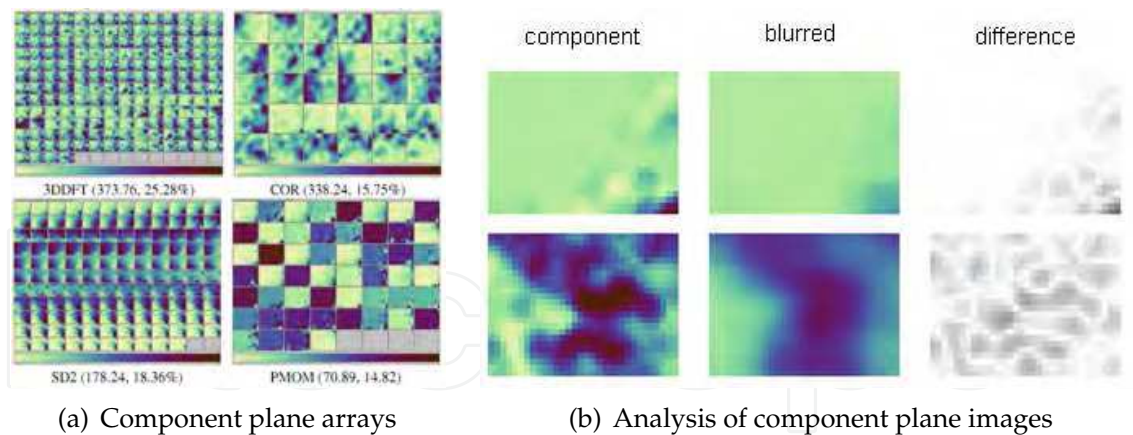 3DDFT (373.76, 25.28%)
COR (338.24, 15.75%)
SD2 (178.24, 18.36%)
PMOM (70.89, 14.82)
(a) Component plane arrays
component
blurred
difference
(b) Analysis of component plane images